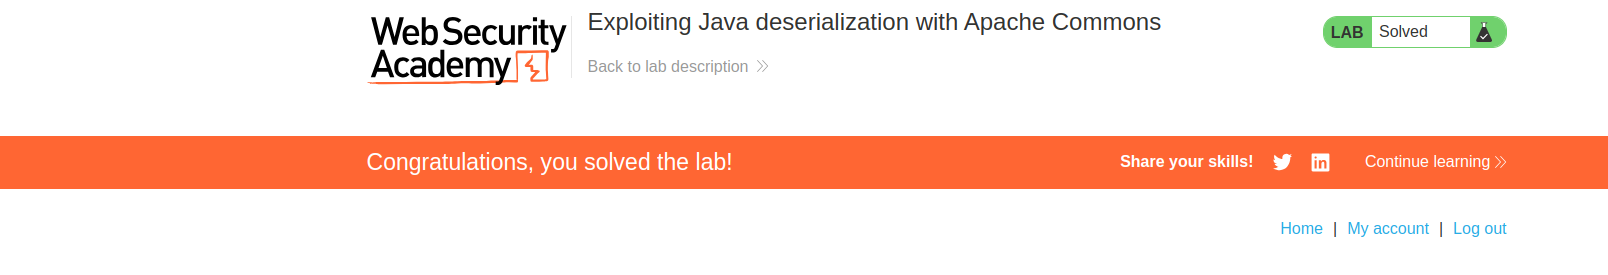 Web Security
Academy
Exploiting Java deserialization with Apache Commons
Back to lab description
LAB Solved
Congratulations, you solved the lab!
Share your skills!
Continue learning
Home | My account | Log out